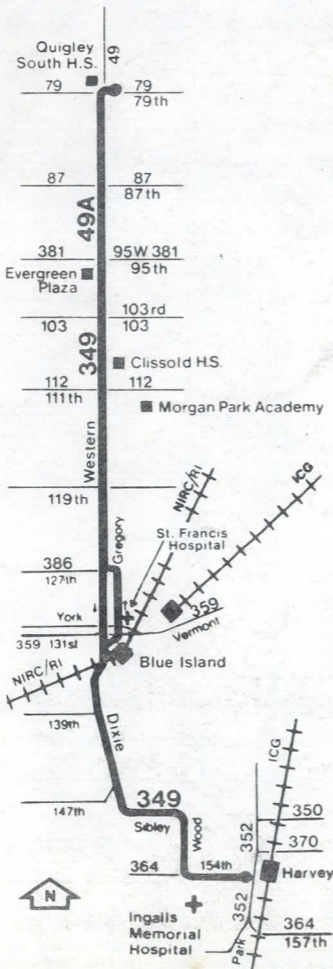 49
Quigley
South H.S.
79 79
79th
87 87
87th
49A
381 95W 381
95th
Evergreen
Plaza
103rd
103 103
349
Clissold H.S.
112 112
111th
Morgan Park Academy
Western
119th
NIRC/RI
ICG
Gregory
St. Francis
Hospital
386
127th
York
359
Vermont
359 131st
Blue Island
NIRC/RI
139th
Dixie
147th
349
Sibley
Wood
352
ICG
350
370
364
154th
Harvey
N
Ingalls
Memorial
Hospital
352
Park
364
157th